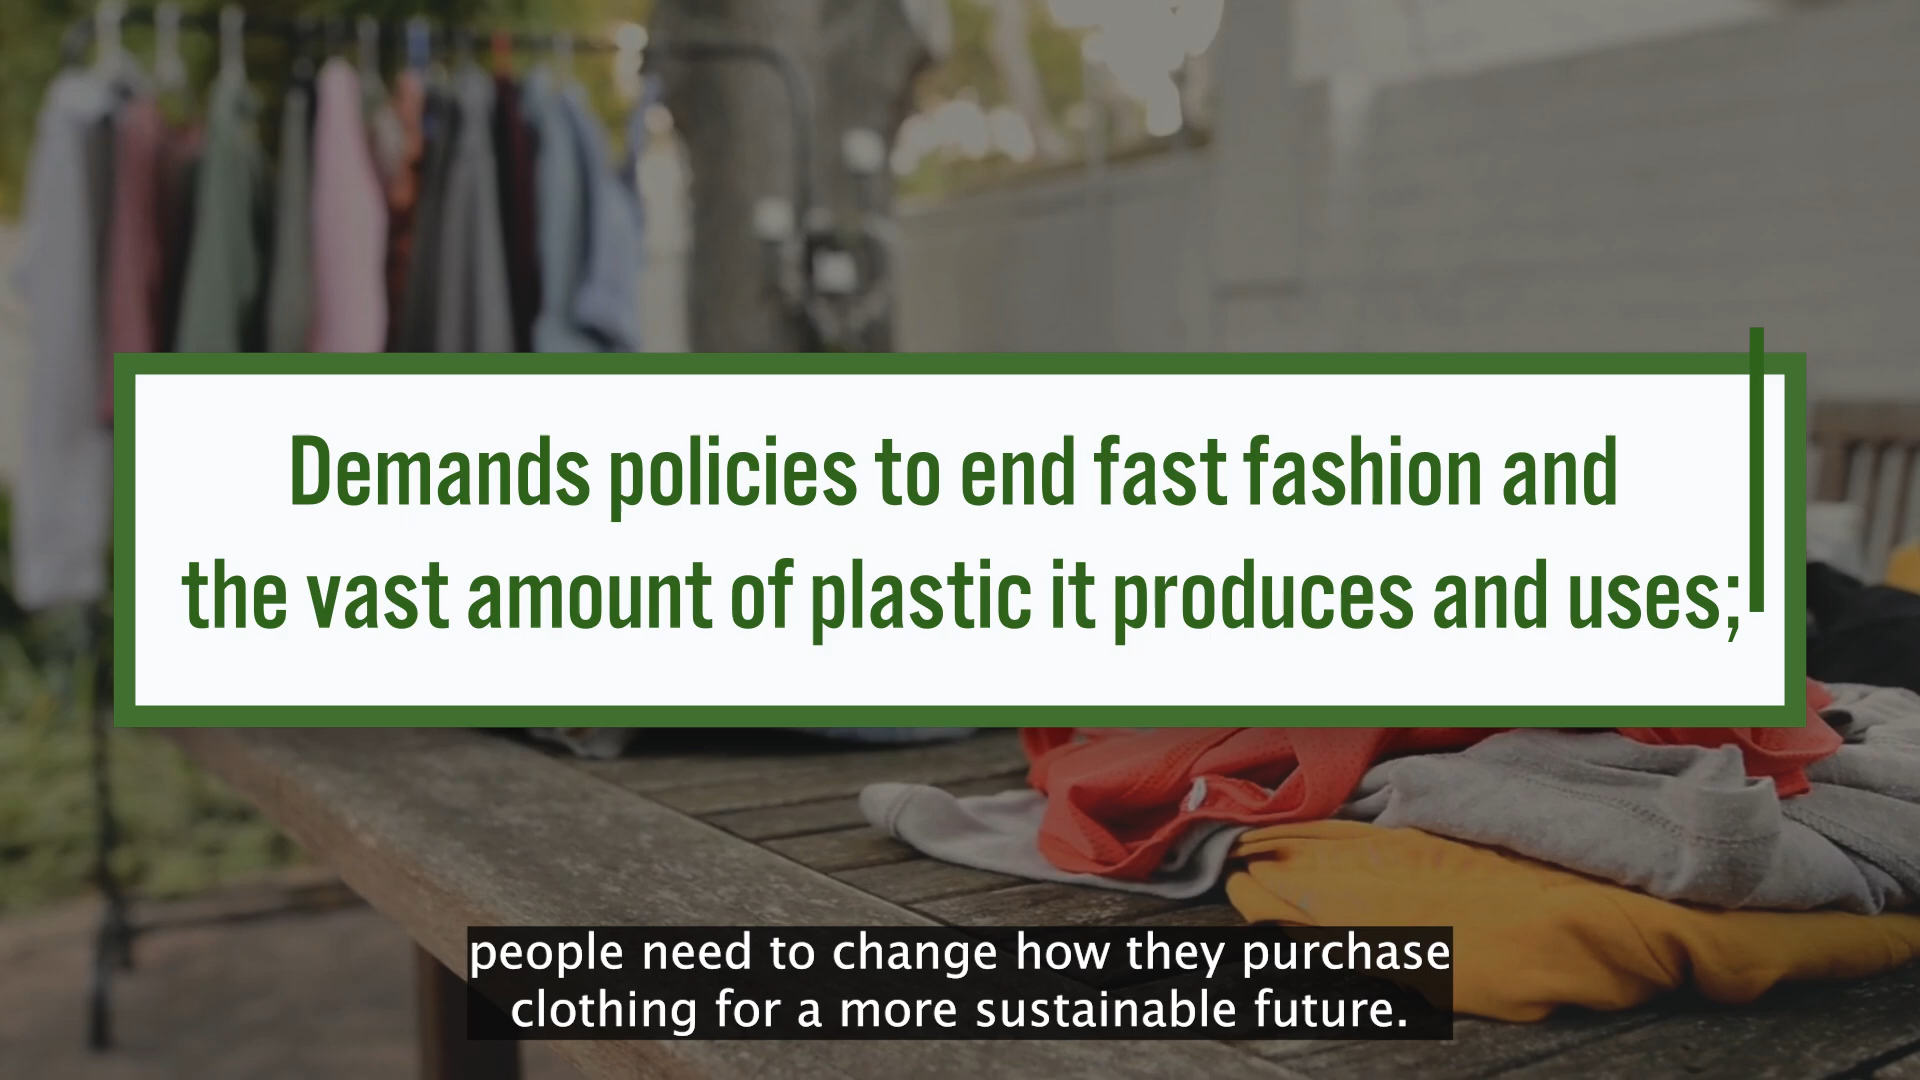 Demands policies to end fast fashion and
the vast amount of plastic it produces and uses;
people need to change how they purchase
clothing for a more sustainable future.